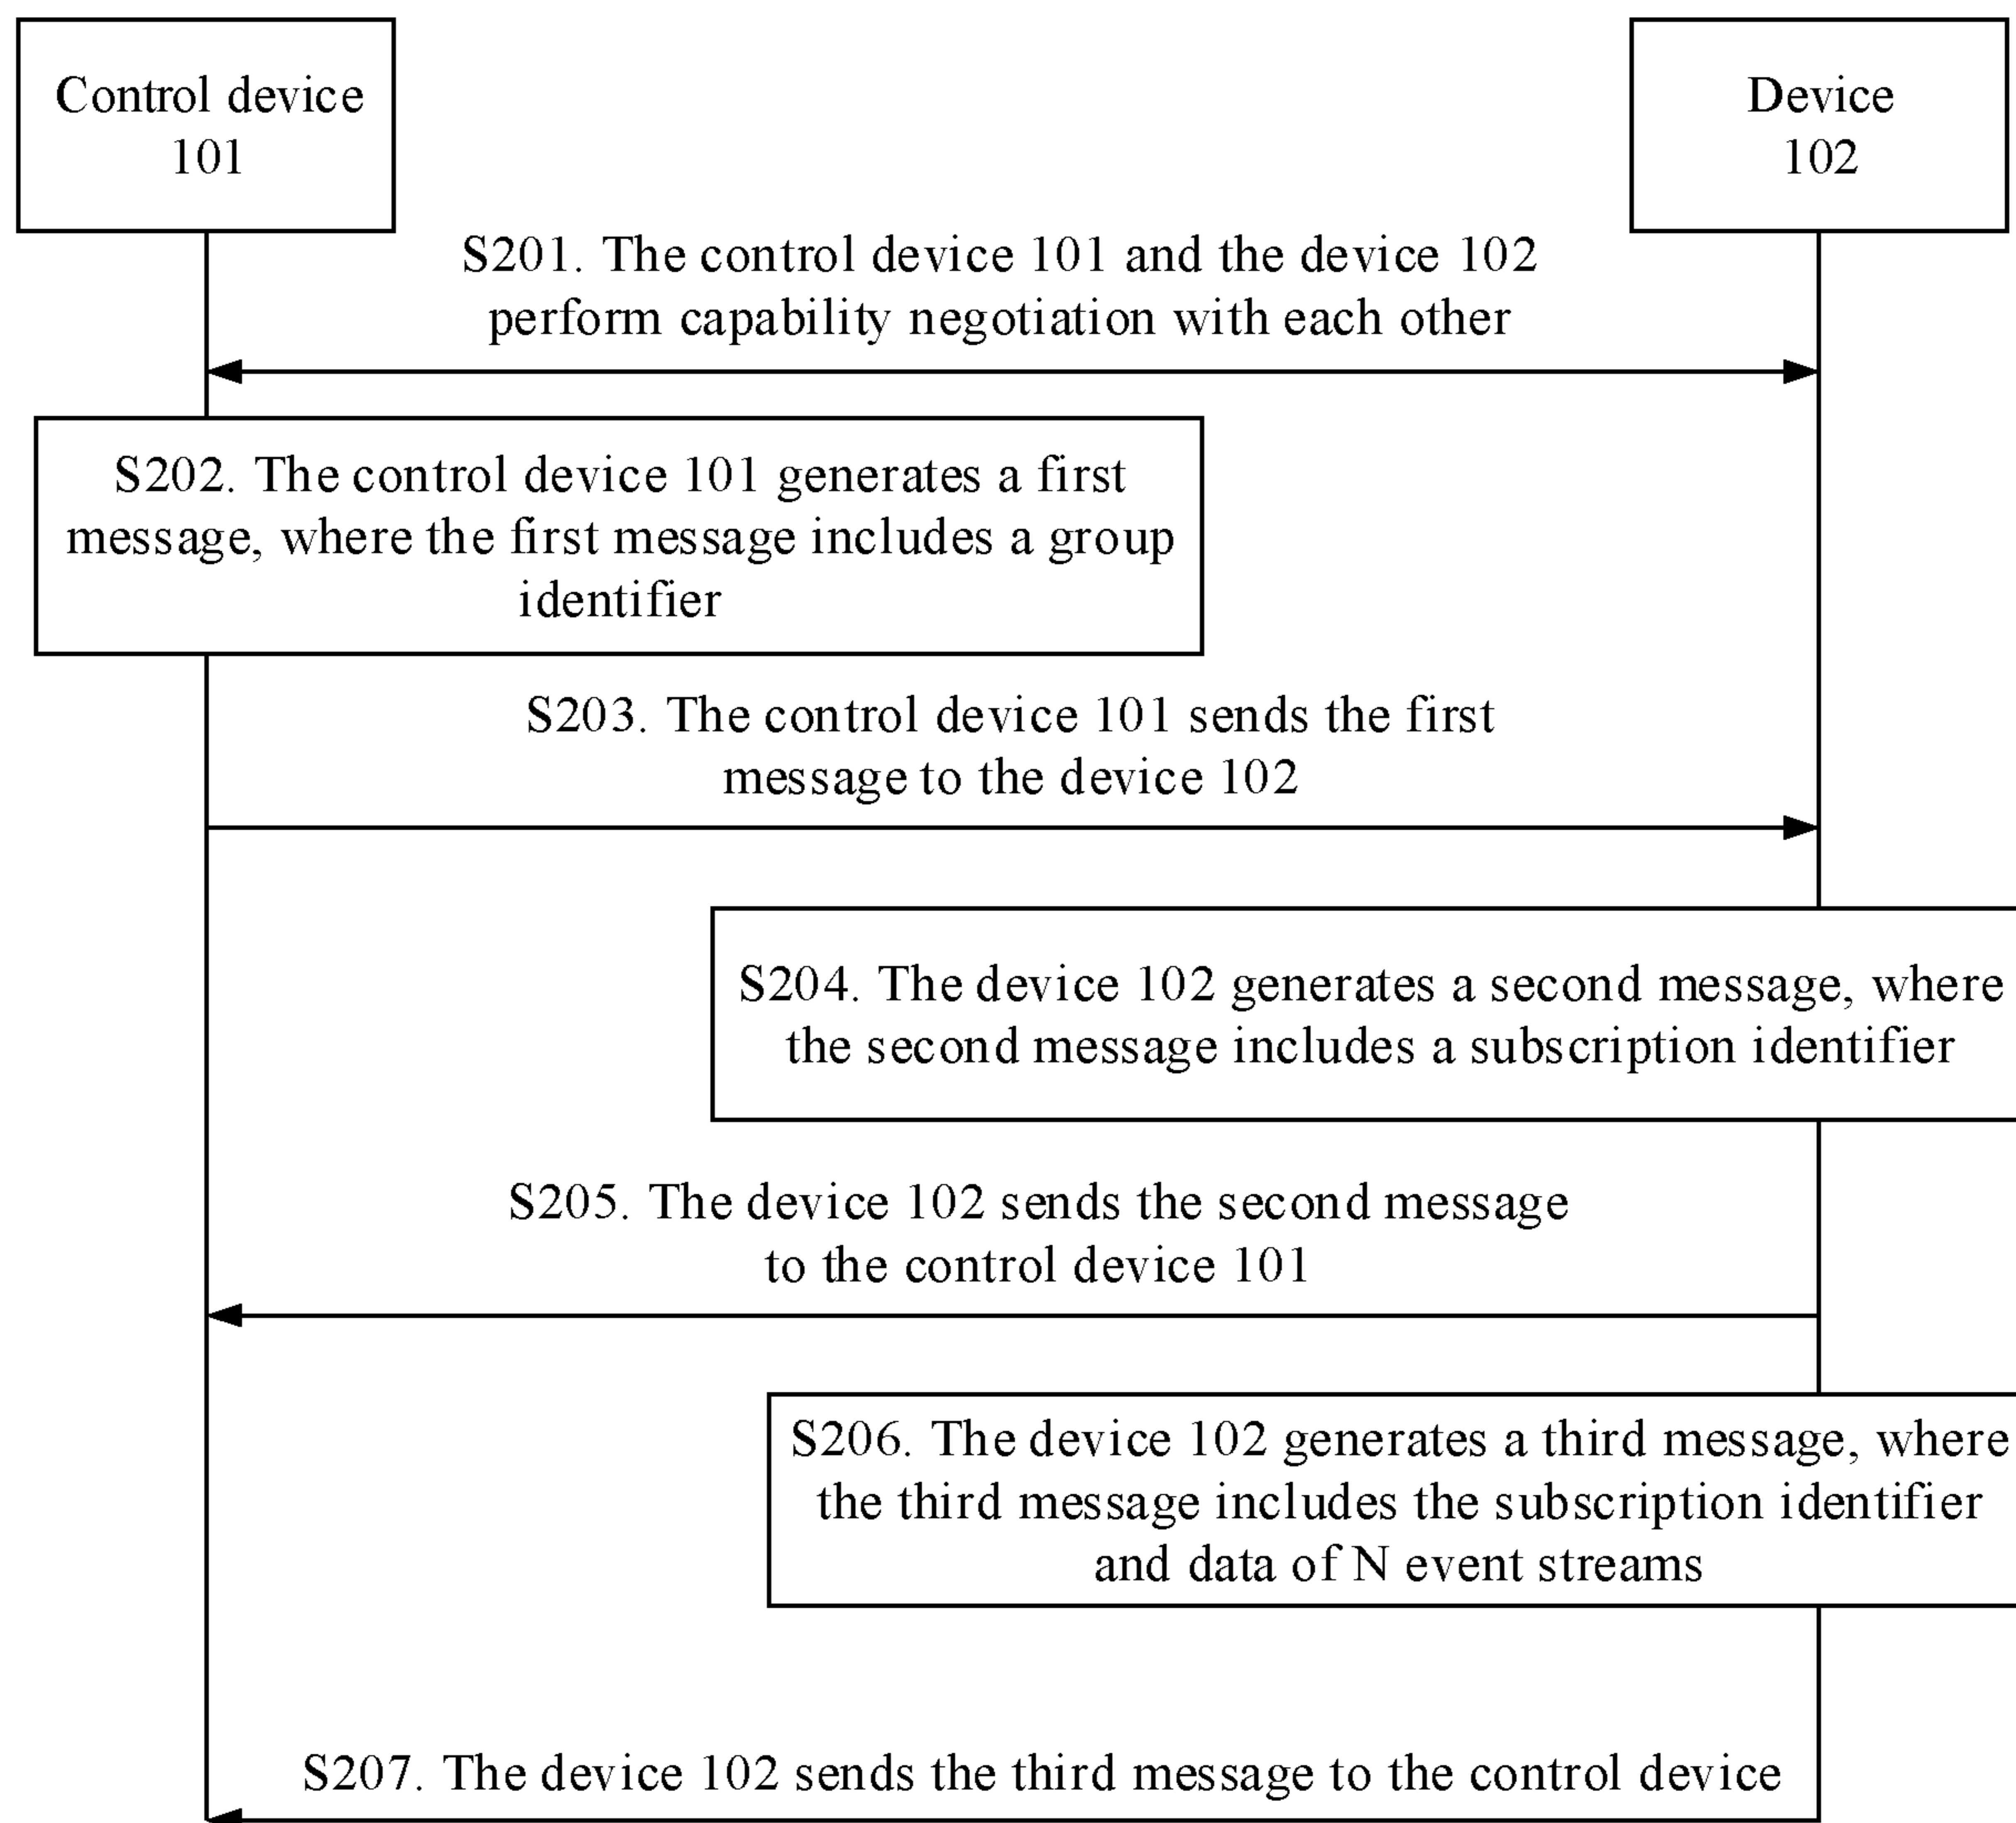 Control device
101
Device
102
S201. The control device 101 and the device 102
perform capability negotiation with each other
S202. The control device 101 generates a first
message, where the first message includes a group
identifier
S203. The control device 101 sends the first
message to the device 102
S204. The device 102 generates a second message, where
the second message includes a subscription identifier
S205. The device 102 sends the second message
to the control device 101
S206. The device 102 generates a third message, where
the third message includes the subscription identifier
and data of N event streams
S207. The device 102 sends the third message to the control device